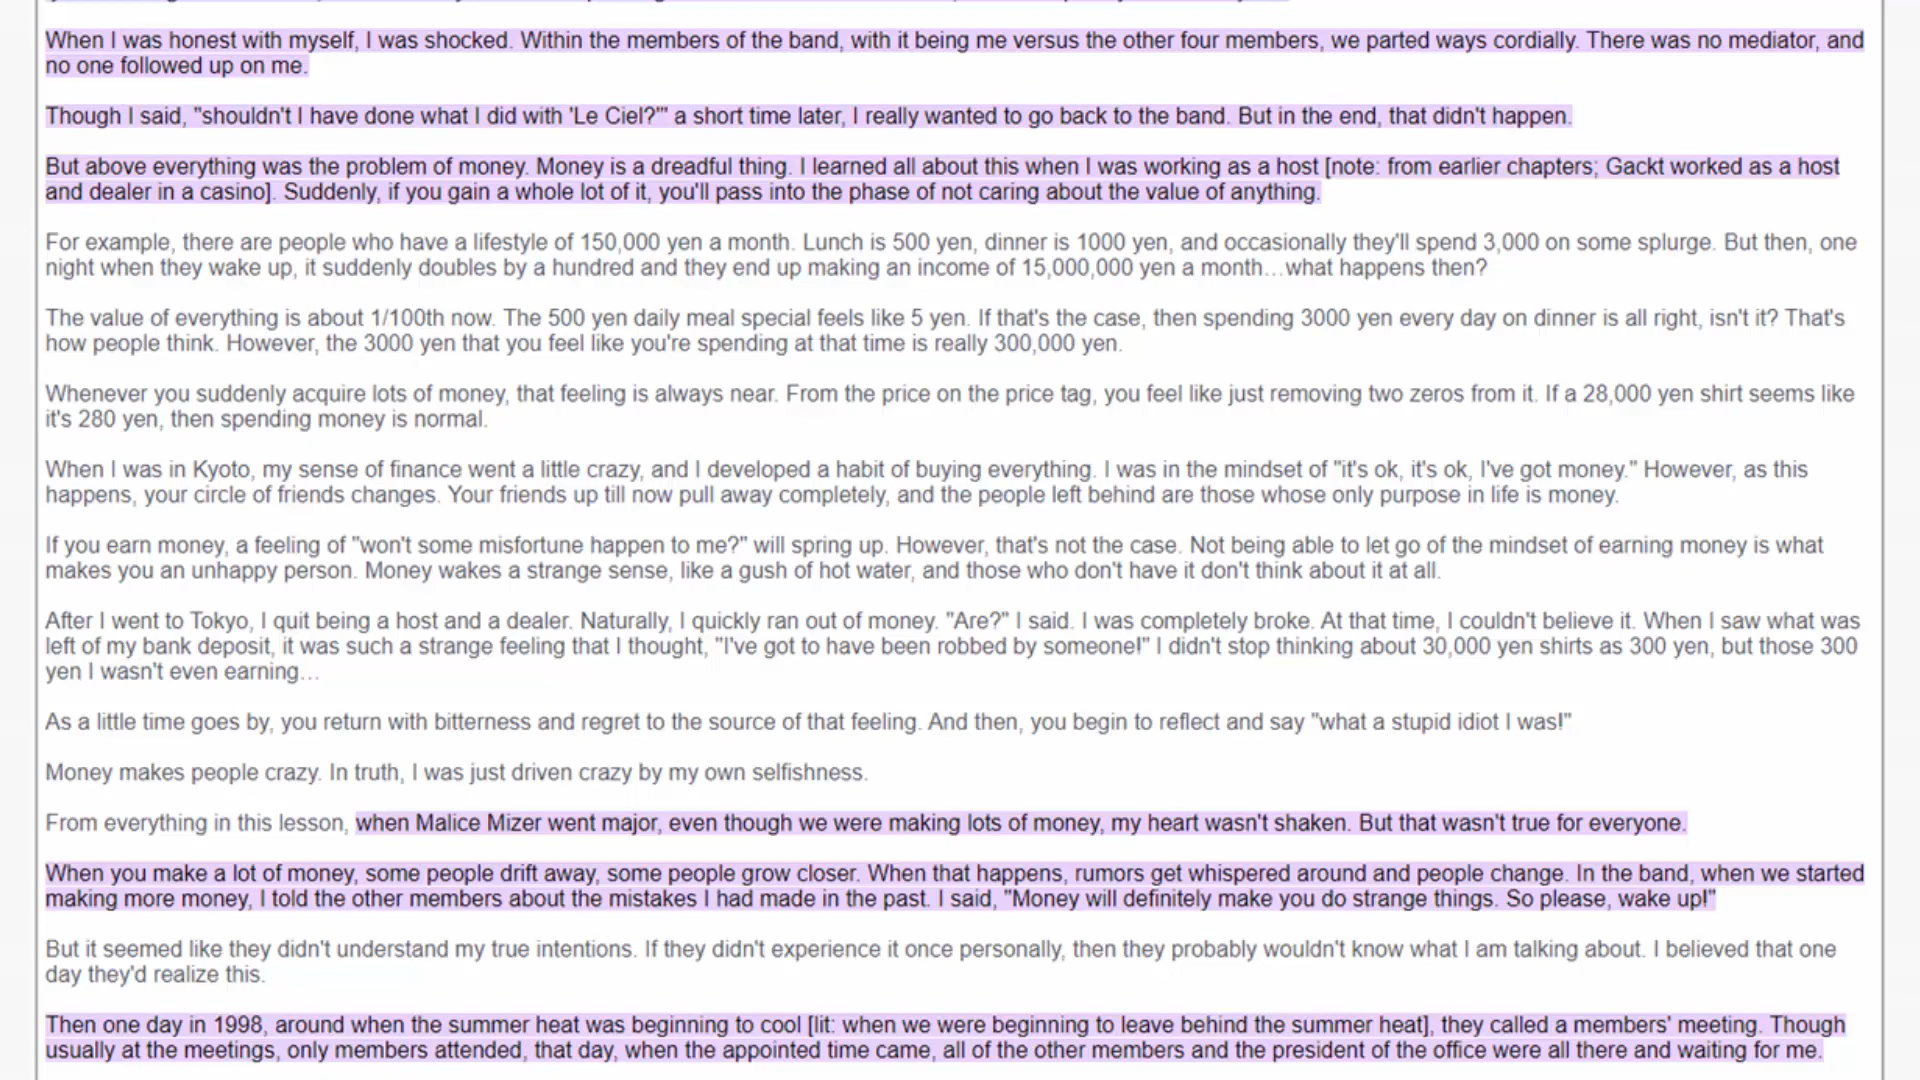 When I was honest with myself, I was shocked. Within the members of the band, with it being me versus the other four members, we parted ways cordially. There was no mediator, and
no one followed up on me.
Though I said, "shouldn't I have done what I did with 'Le Ciel?'" a short time later, I really wanted to go back to the band. But in the end, that didn't happen.
But above everything was the problem of money. Money is a dreadful thing. I learned all about this when I was working as a host [note: from earlier chapters; Gackt worked as a host
and dealer in a casino]. Suddenly, if you gain a whole lot of it, you'll pass into the phase of not caring about the value of anything.
For example, there are people who have a lifestyle of 150,000 yen a month. Lunch is 500 yen, dinner is 1000 yen, and occasionally they'll spend 3,000 on some splurge. But then, one
night when they wake up, it suddenly doubles by a hundred and they end up making an income of 15,000,000 yen a month…what happens then?
The value of everything is about 1/100th now. The 500 yen daily meal special feels like 5 yen. If that's the case, then spending 3000 yen every day on dinner is all right, isn't it? That's
how people think. However, the 3000 yen that you feel like you're spending at that time is really 300,000 yen.
Whenever you suddenly acquire lots of money, that feeling is always near. From the price on the price tag, you feel like just removing two zeros from it. If a 28,000 yen shirt seems like
it's 280 yen, then spending money is normal.
When I was in Kyoto, my sense of finance went a little crazy, and I developed a habit of buying everything. I was in the mindset of "it's ok, it's ok, I've got money." However, as this
happens, your circle of friends changes. Your friends up till now pull away completely, and the people left behind are those whose only purpose in life is money.
If you earn money, a feeling of "won't some misfortune happen to me?" will spring up. However, that's not the case. Not being able to let go of the mindset of earning money is what
makes you an unhappy person. Money wakes a strange sense, like a gush of hot water, and those who don't have it don't think about it at all.
After I went to Tokyo, I quit being a host and a dealer. Naturally, I quickly ran out of money. "Are?" I said. I was completely broke. At that time, I couldn't believe it. When I saw what was
left of my bank deposit, it was such a strange feeling that I thought, "I've got to have been robbed by someone!" I didn't stop thinking about 30,000 yen shirts as 300 yen, but those 300
yen I wasn't even earning…
As a little time goes by, you return with bitterness and regret to the source of that feeling. And then, you begin to reflect and say "what a stupid idiot I was!"
Money makes people crazy. In truth, I was just driven crazy by my own selfishness.
From everything in this lesson, when Malice Mizer went major, even though we were making lots of money, my heart wasn't shaken. But that wasn't true for everyone.
When you make a lot of money, some people drift away, some people grow closer. When that happens, rumors get whispered around and people change. In the band, when we started
making more money, I told the other members about the mistakes I had made in the past. I said, "Money will definitely make you do strange things. So please, wake up!"
But it seemed like they didn't understand my true intentions. If they didn't experience it once personally, then they probably wouldn't know what I am talking about. I believed that one
day they'd realize this.
Then one day in 1998, around when the summer heat was beginning to cool [lit: when we were beginning to leave behind the summer heat], they called a members' meeting. Though
usually at the meetings, only members attended, that day, when the appointed time came, all of the other members and the president of the office were all there and waiting for me.